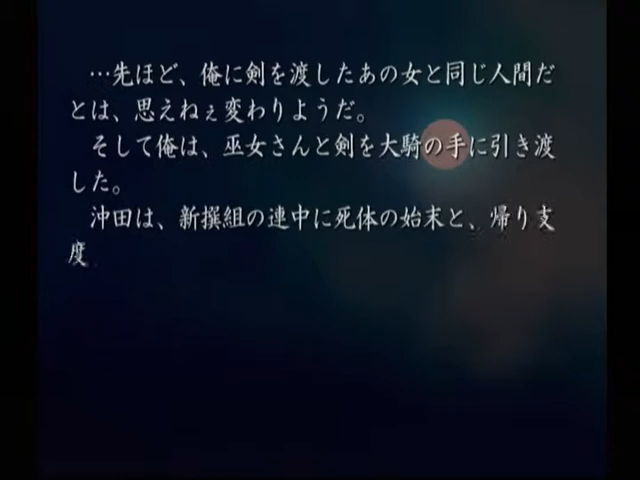 …先ほど、俺に剣を渡したあの女と同じ人間だ
とは、思えねぇ変わりようだ。
そして俺は、巫女さんと剣を大騎の手に引き渡
した。
沖田は、新撰組の連中に死体の始末と、帰り支
度